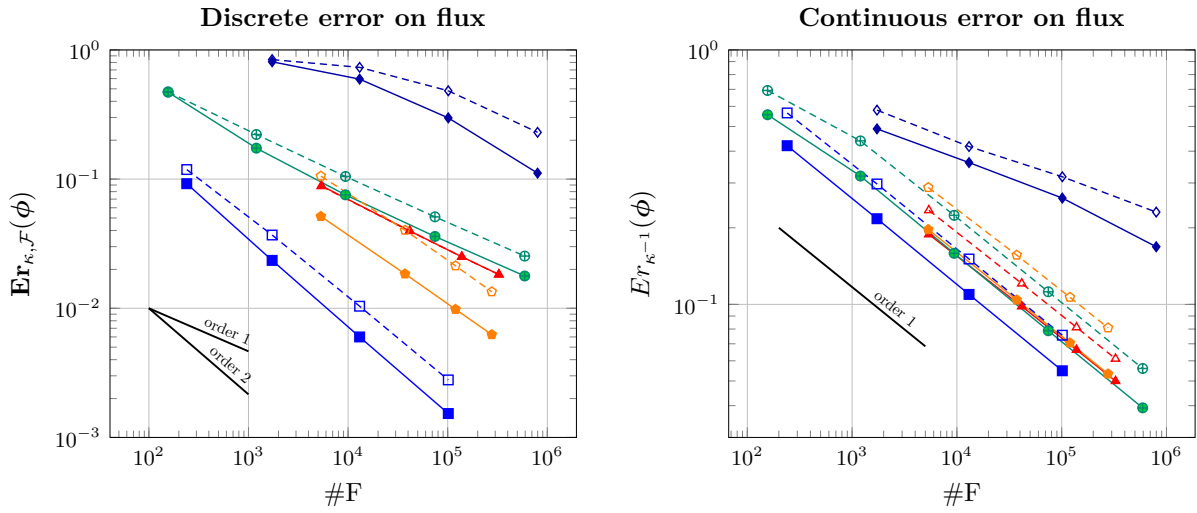 Discrete error on flux
10^0
10^{-1}
10^{-2}
10^{-3}
Er_{κ,F}(ϕ)
order 1
order 2
10^2 10^3 10^4 10^5 10^6
#F
Continuous error on flux
10^0
10^{-1}
Er_{κ^{-1}}(ϕ)
order 1
10^2 10^3 10^4 10^5 10^6
#F